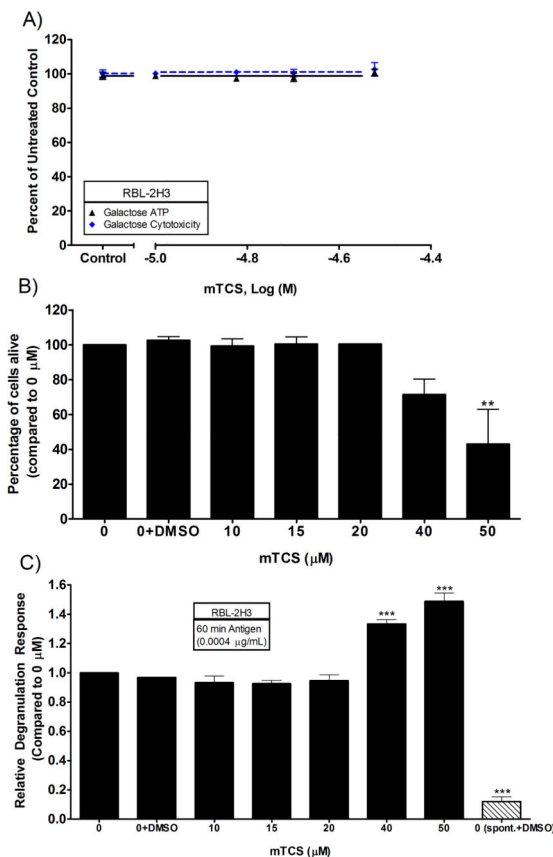 A)
Percent of Untreated Control
120
100
80
60
40
20
0
RBL-2H3
Galactose ATP
Galactose Cytotoxicity
Control -5.0 -4.8 -4.6 -4.4
mTCS, Log (M)
B)
Percentage of cells alive
(compared to 0 μM)
120
100
80
60
40
20
0
**
0 0+DMSO 10 15 20 40 50
mTCS (μM)
C)
Relative Degranulation Response
(Compared to 0 μM)
1.6
1.4
1.2
1.0
0.8
0.6
0.4
0.2
0.0
RBL-2H3
60 min Antigen
(0.0004 μg/mL)
***
***
***
0 0+DMSO 10 15 20 40 50 0 (spont.+DMSO)
mTCS (μM)